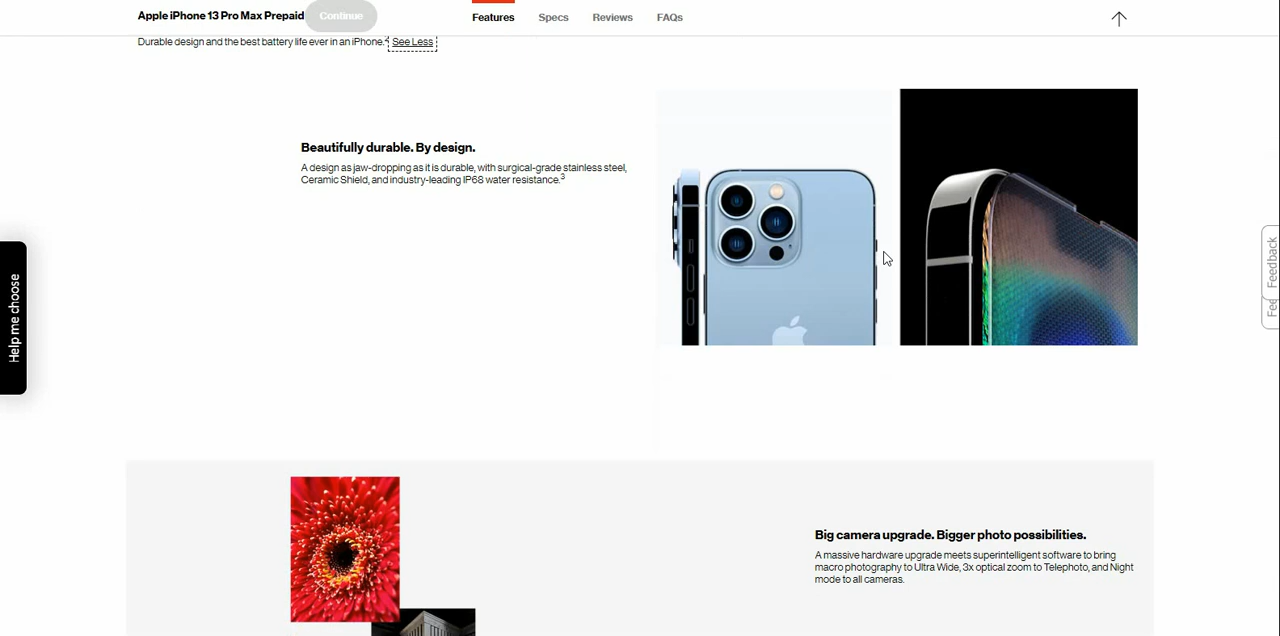 Apple iPhone 13 Pro Max Prepaid
Continue
Features
Specs
Reviews
FAQs
Durable design and the best battery life ever in an iPhone. See Less
Beautifully durable. By design.
A design as jaw-dropping as it is durable, with surgical-grade stainless steel,
Ceramic Shield, and industry-leading IP68 water resistance.3
Help me choose
Feedback
Big camera upgrade. Bigger photo possibilities.
A massive hardware upgrade meets superintelligent software to bring
macro photography to Ultra Wide, 3x optical zoom to Telephoto, and Night
mode to all cameras.